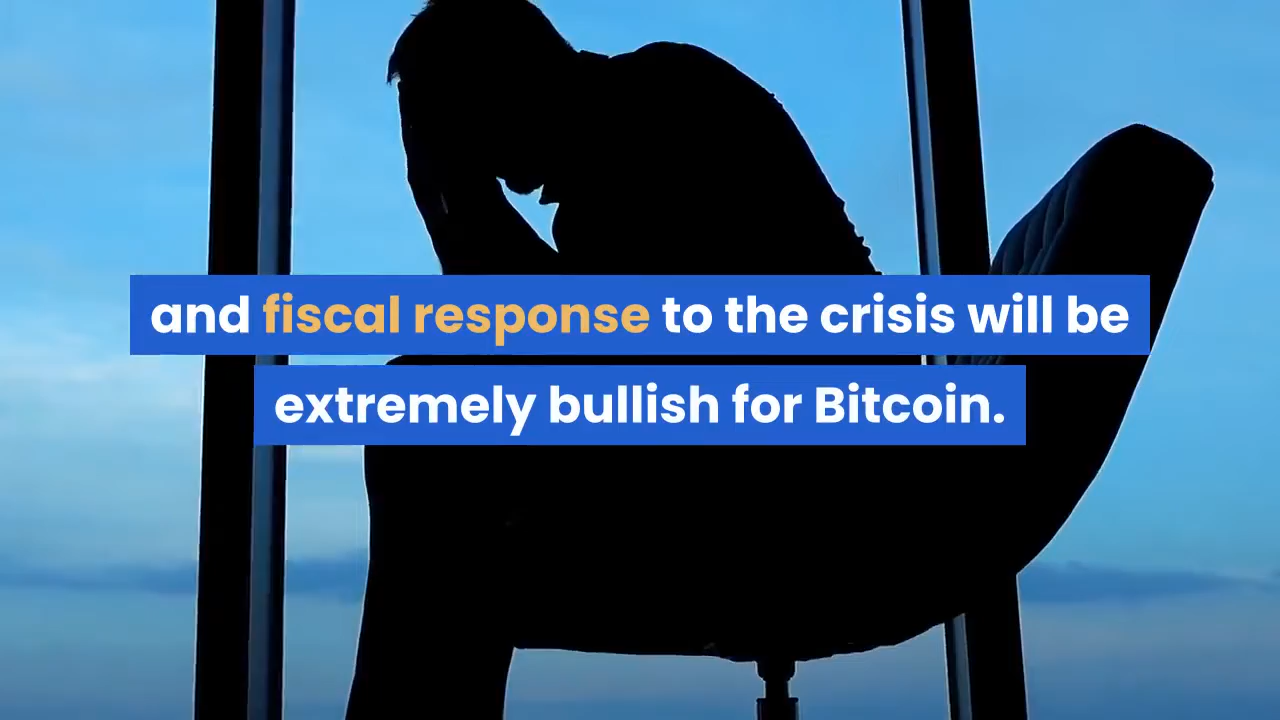 and fiscal response to the crisis will be
extremely bullish for Bitcoin.